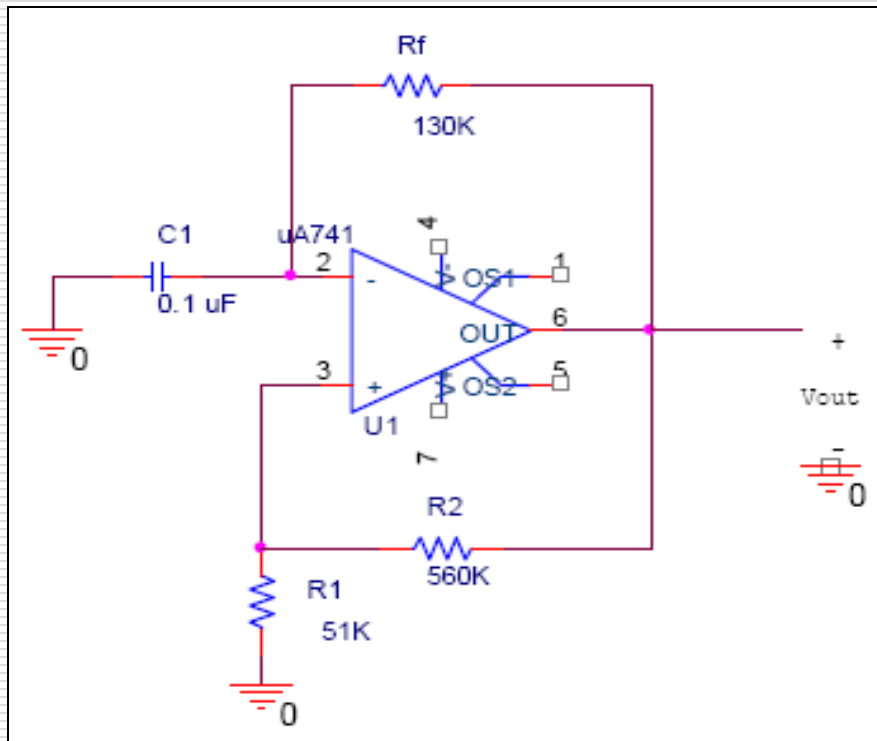 Rf
130K
C1
uA741
0.1 uF
0
2
-
4
V-
OS1
1
OUT
6
3
+
V+
OS2
5
U1
7
+
Vout
-
0
R2
560K
R1
51K
0